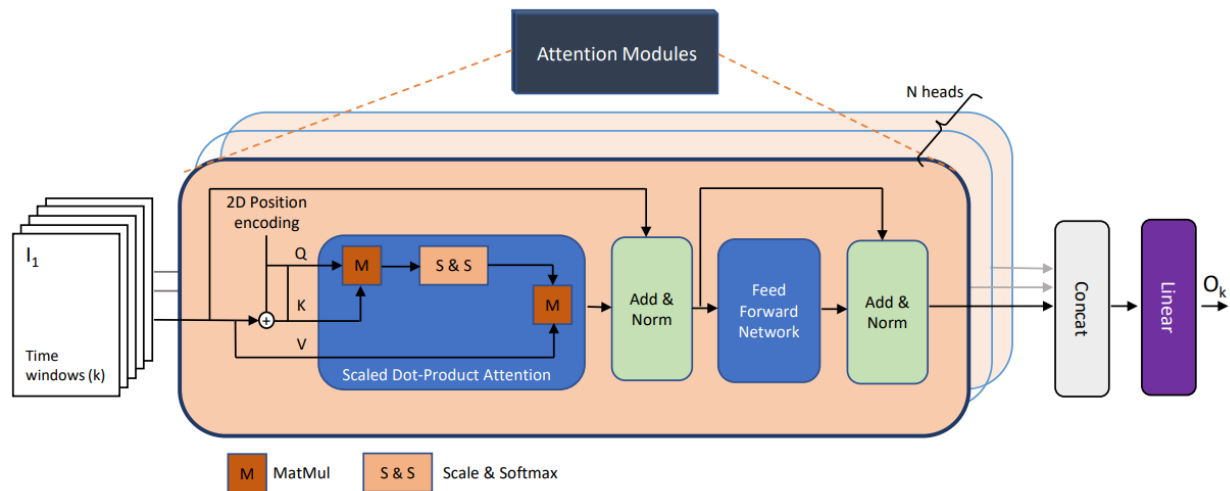 Attention Modules
N heads
2D Position
encoding
I₁
Time
windows (k)
Q
K
V
M
S & S
M
Scaled Dot-Product Attention
Add &
Norm
Feed
Forward
Network
Add &
Norm
Concat
Linear
Oₖ
M
MatMul
S & S
Scale & Softmax